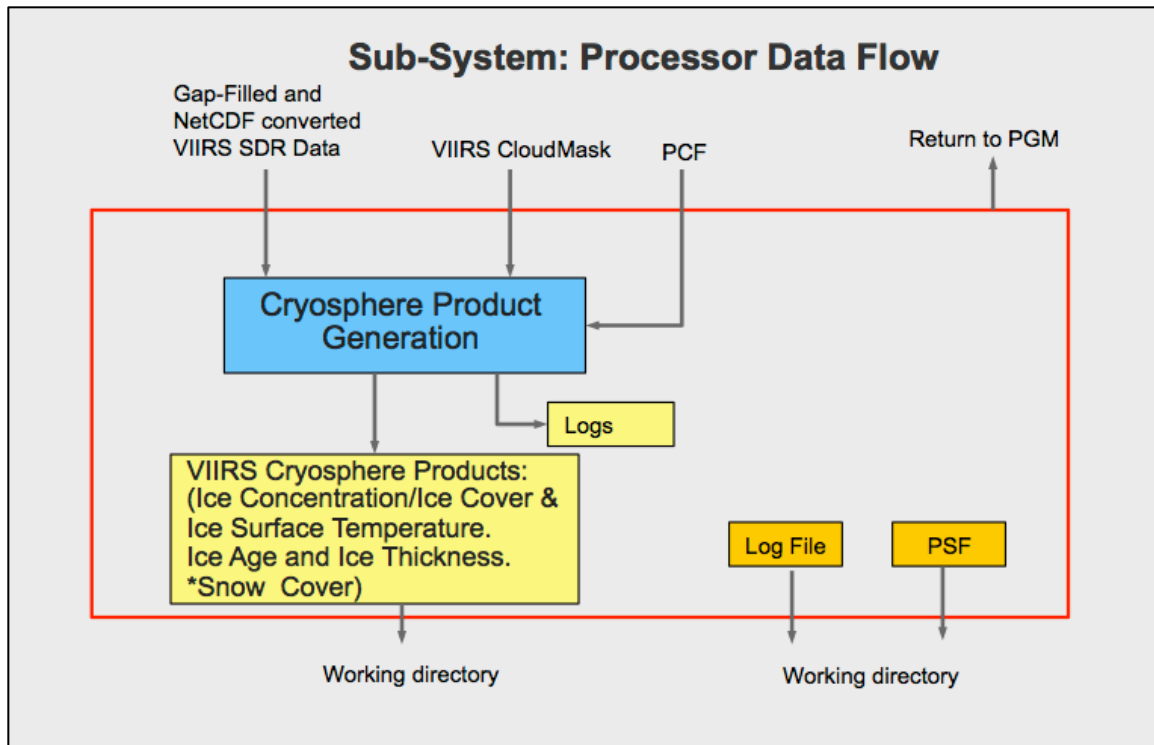 Sub-System: Processor Data Flow
Gap-Filled and
NetCDF converted
VIIRS SDR Data
VIIRS CloudMask
PCF
Return to PGM
Cryosphere Product
Generation
Logs
VIIRS Cryosphere Products:
(Ice Concentration/Ice Cover &
Ice Surface Temperature.
Ice Age and Ice Thickness.
*Snow Cover)
Log File
PSF
Working directory
Working directory